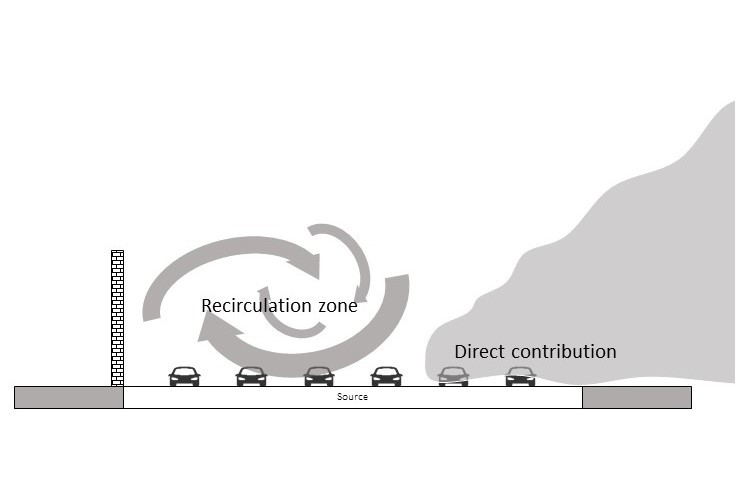 Recirculation zone
Direct contribution
Source